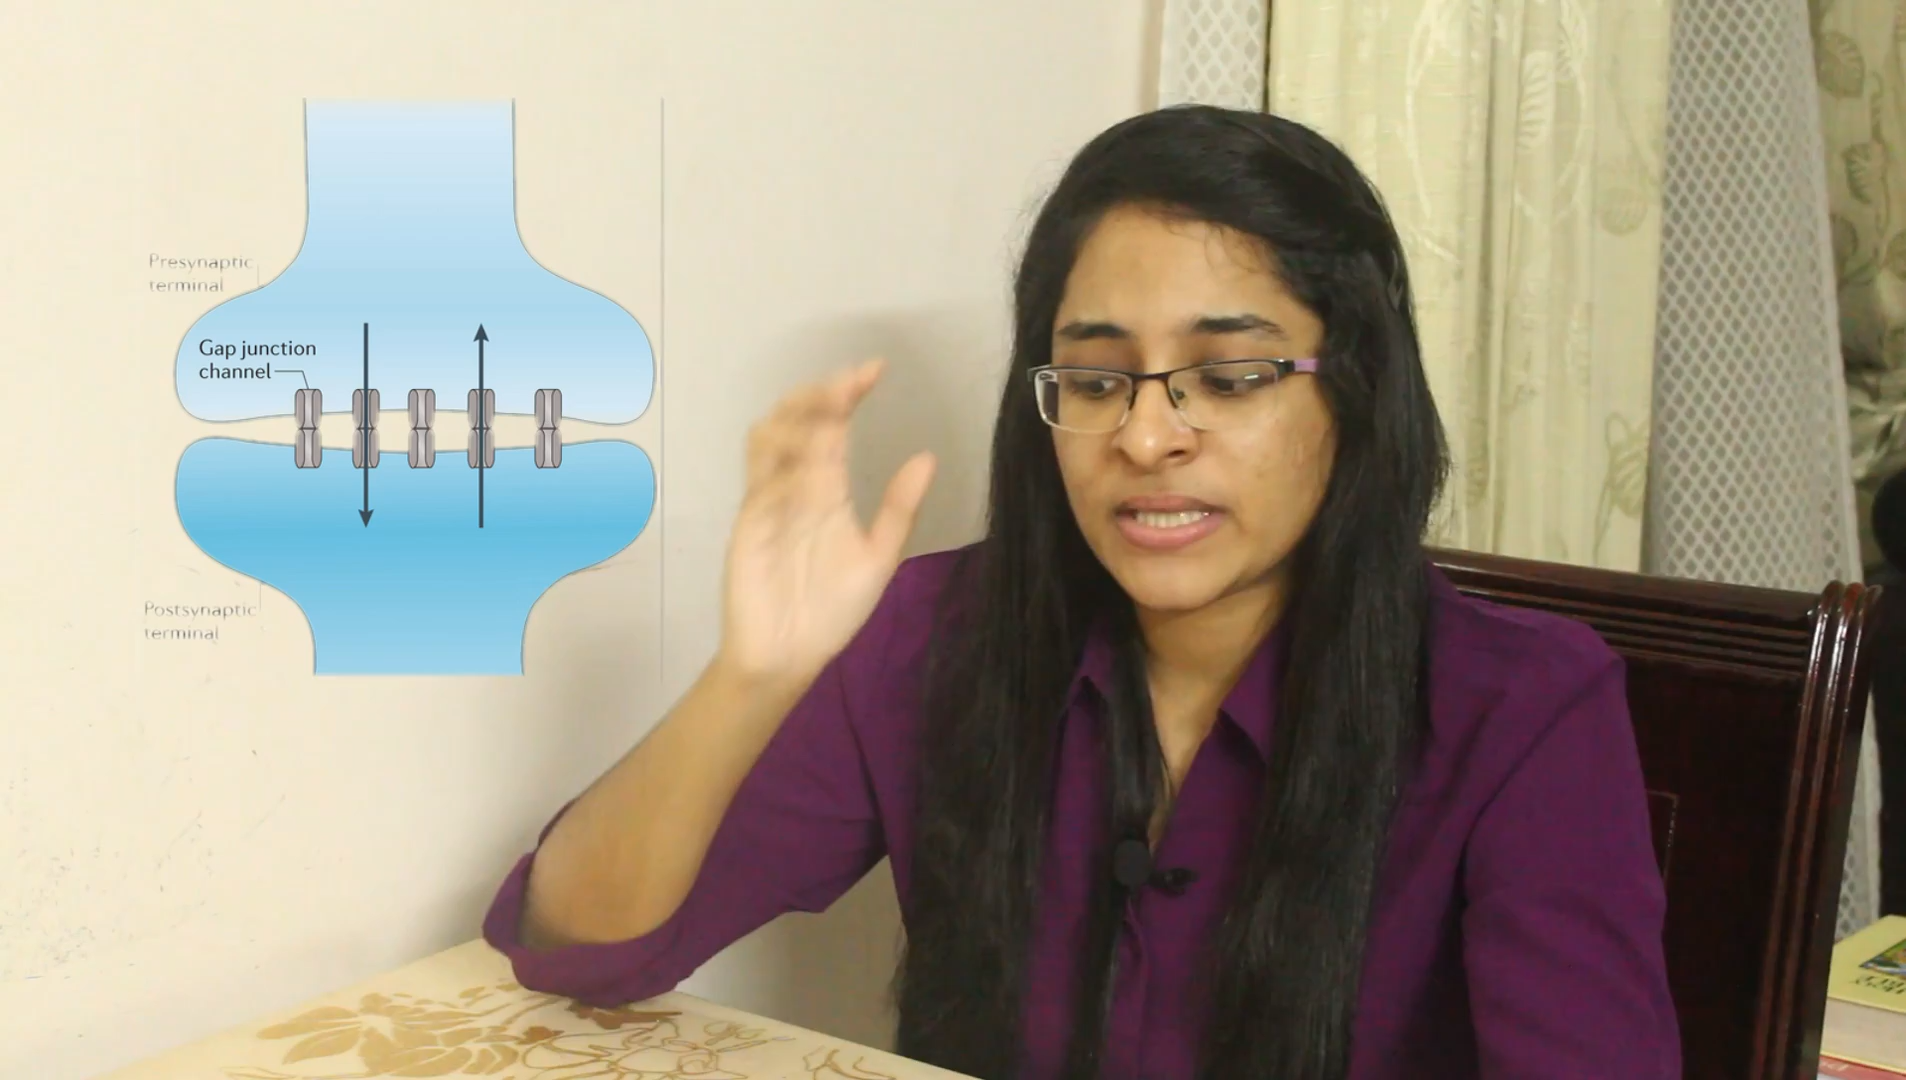 Presynaptic
terminal
Gap junction
channel
Postsynaptic
terminal